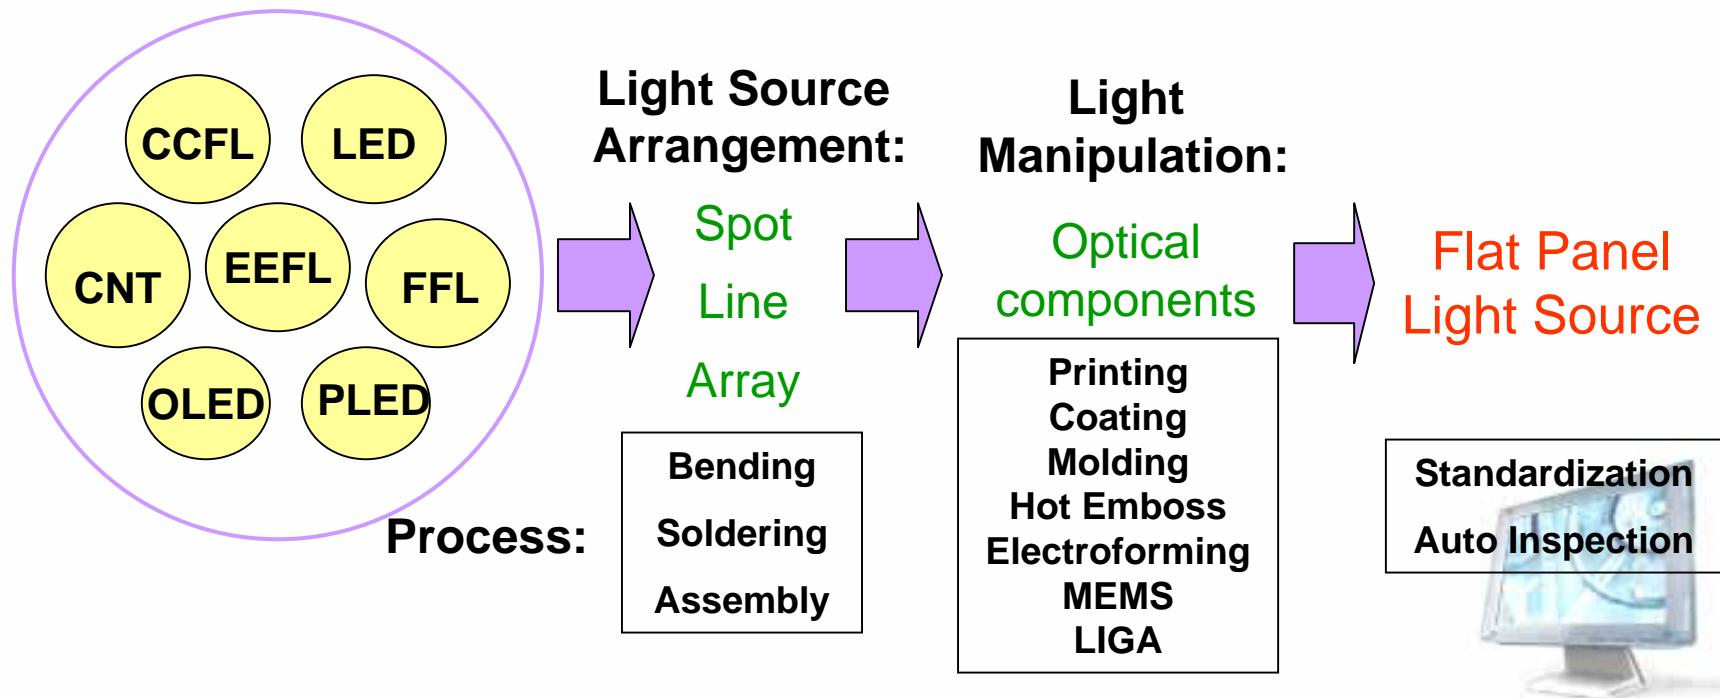 CCFL
LED
CNT
EEFL
FFL
OLED
PLED
Light Source
Arrangement:
Spot
Line
Array
Process:
Bending
Soldering
Assembly
Light
Manipulation:
Optical
components
Printing
Coating
Molding
Hot Emboss
Electroforming
MEMS
LIGA
Flat Panel
Light Source
Standardization
Auto Inspection